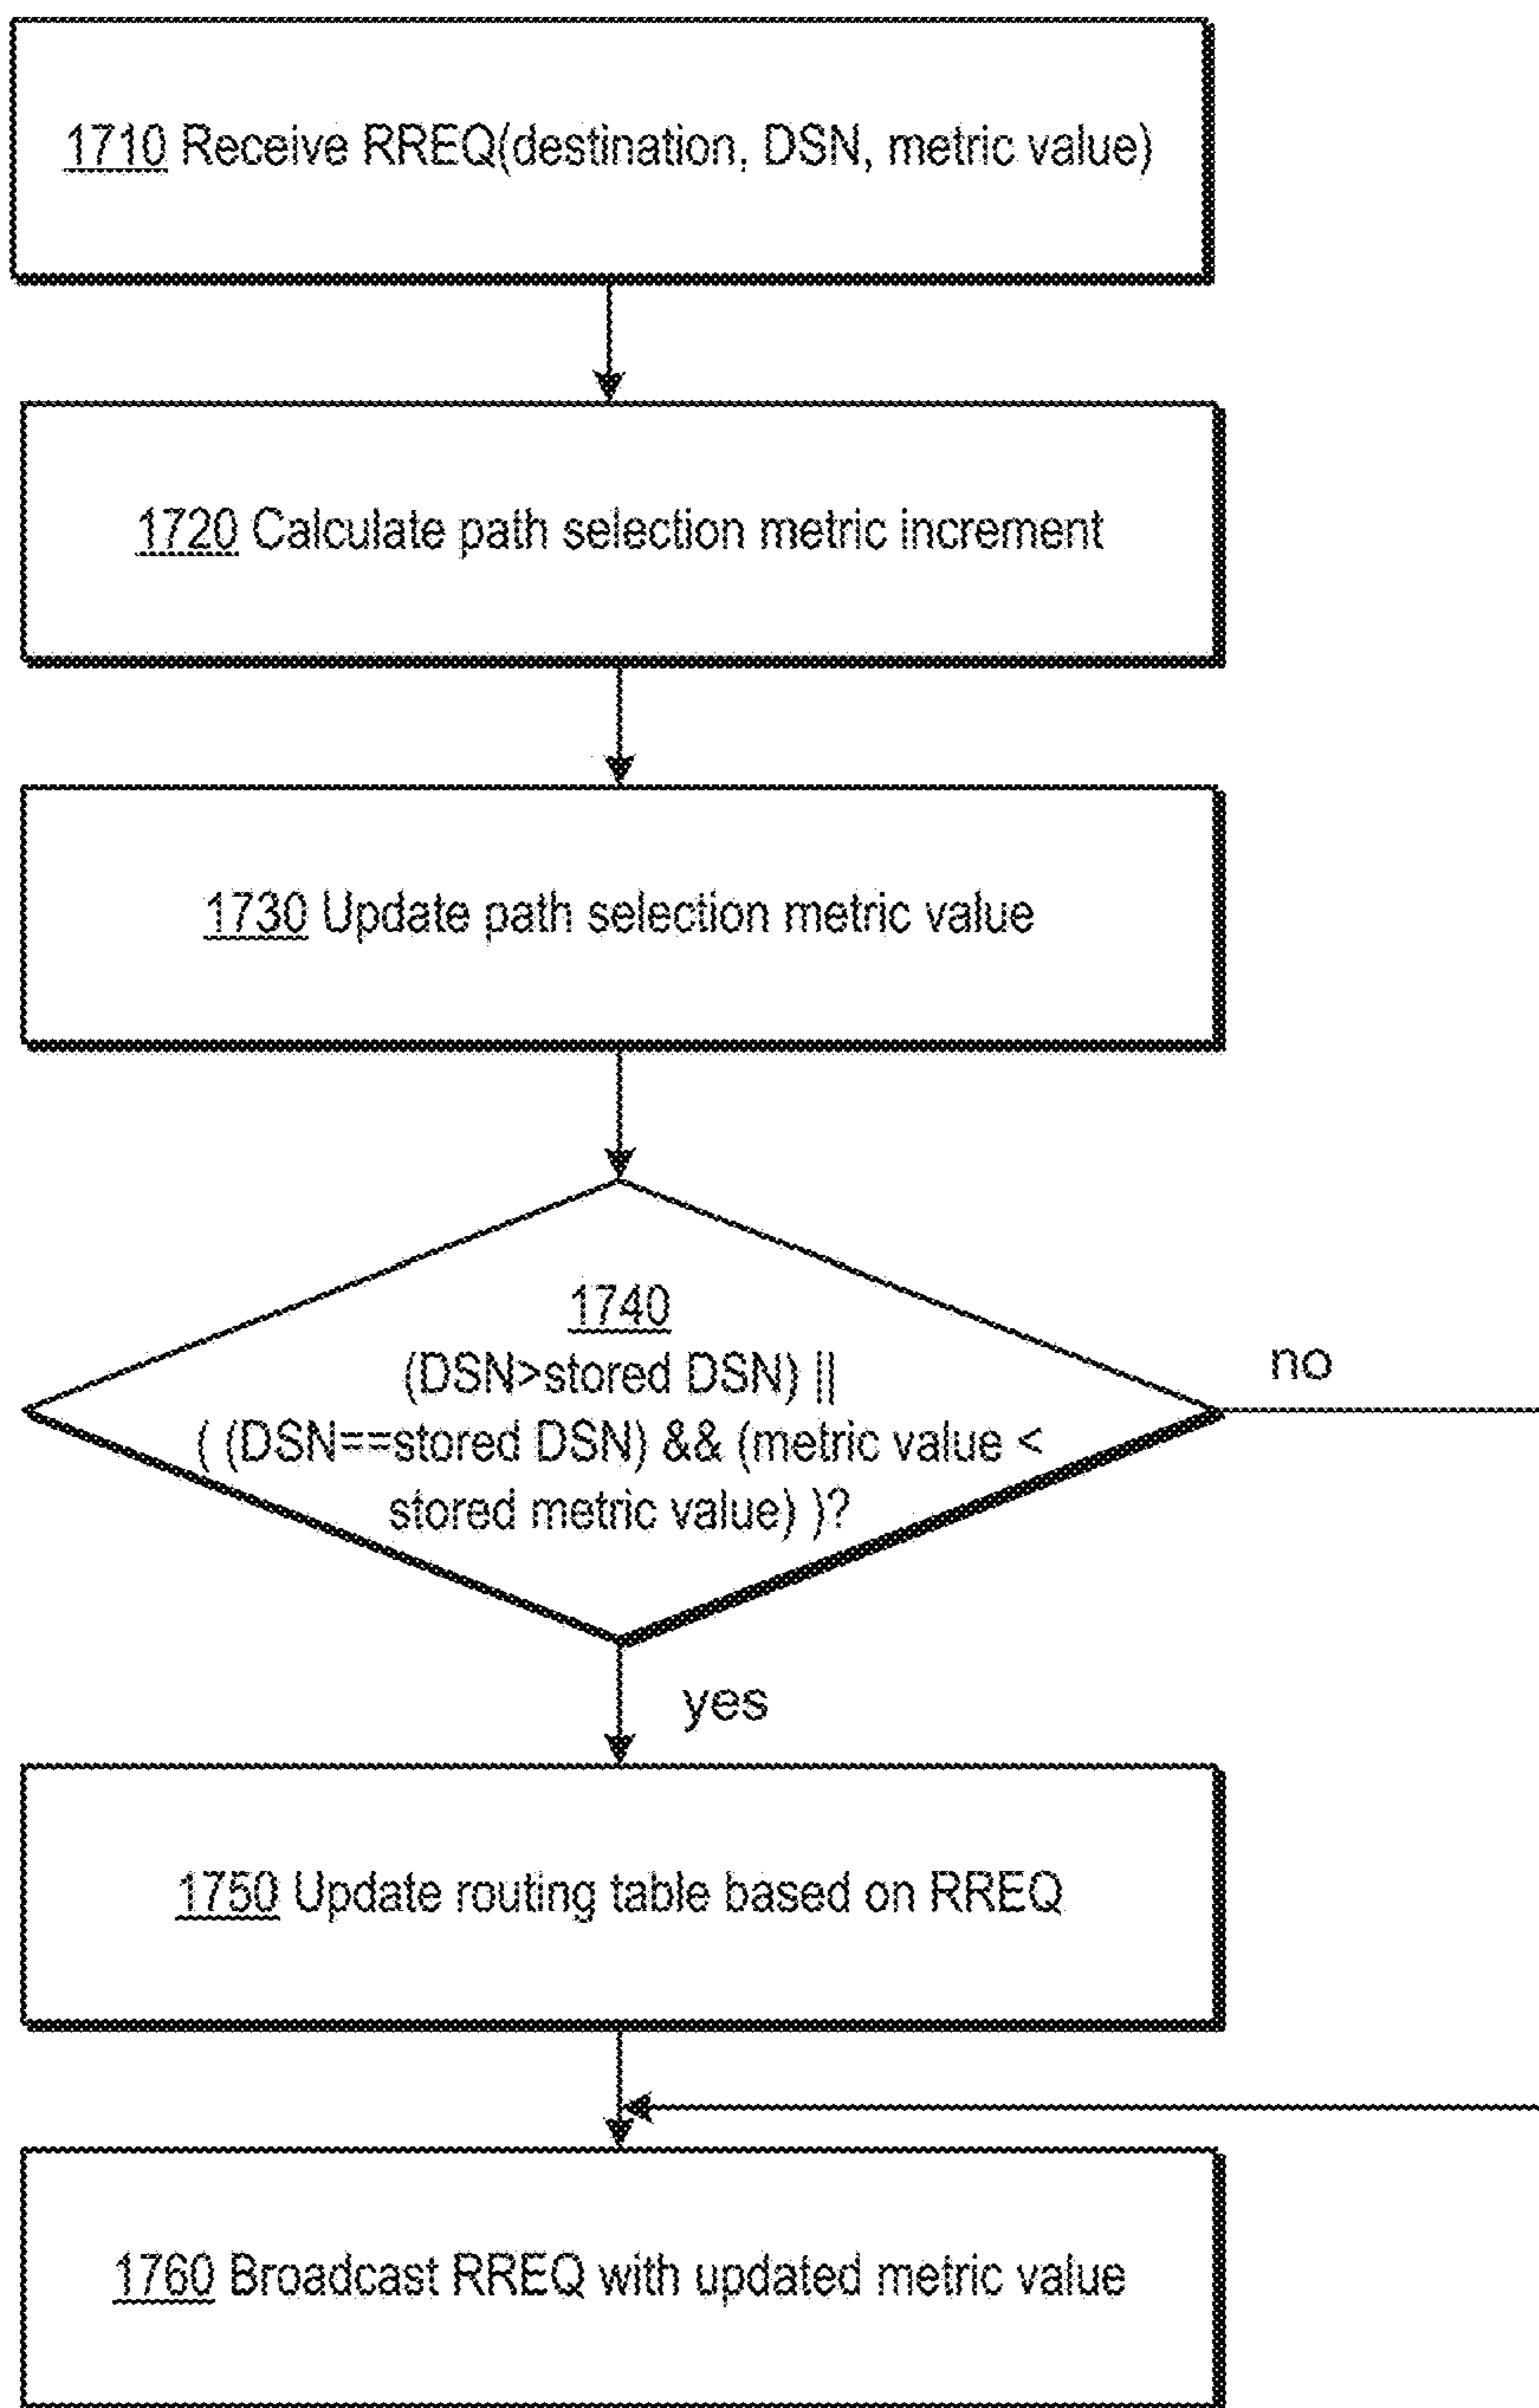 1710 Receive RREQ(destination, DSN, metric value)
1720 Calculate path selection metric increment
1730 Update path selection metric value
1740
(DSN>stored DSN) ||
( (DSN==stored DSN) && (metric value <
stored metric value) )?
no
yes
1750 Update routing table based on RREQ
1760 Broadcast RREQ with updated metric value